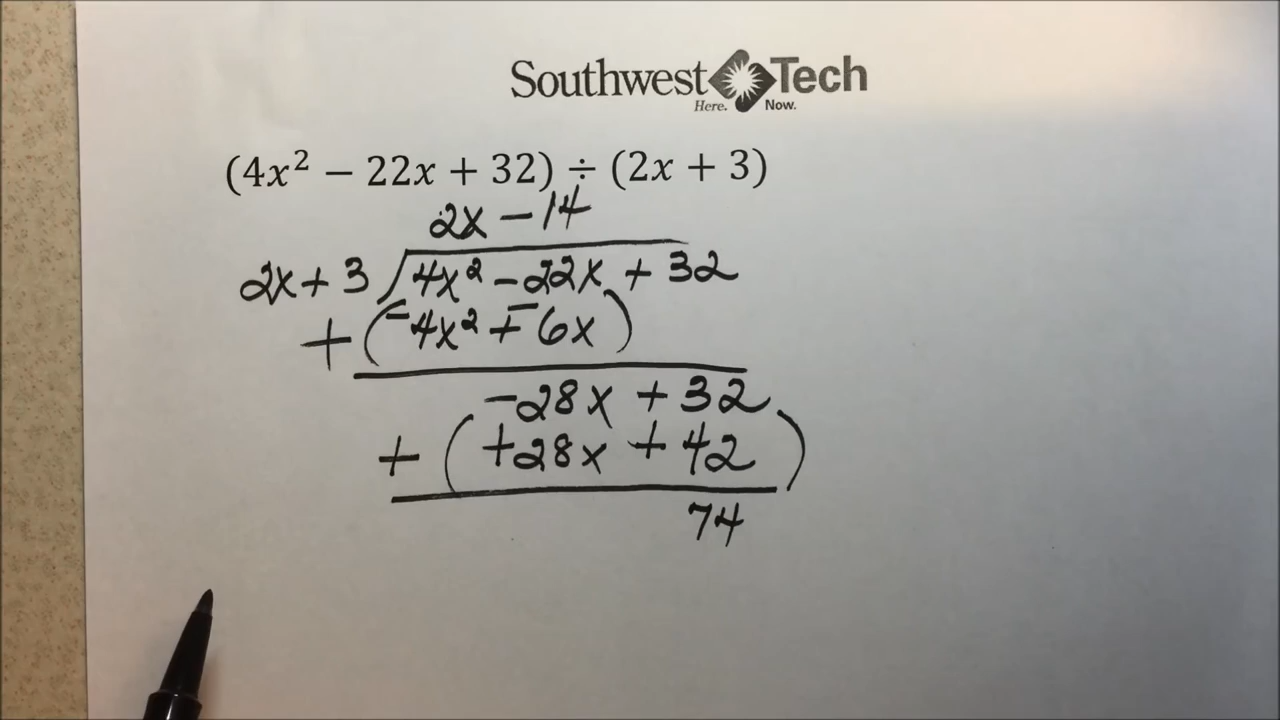 Southwest Tech
Here. Now.
(4x² − 22x + 32) ÷ (2x + 3)
2x − 14
2x + 3 4x² − 22x + 32
+ (−4x² + − 6x)
−28x + 32
+ (+28x + 42)
74